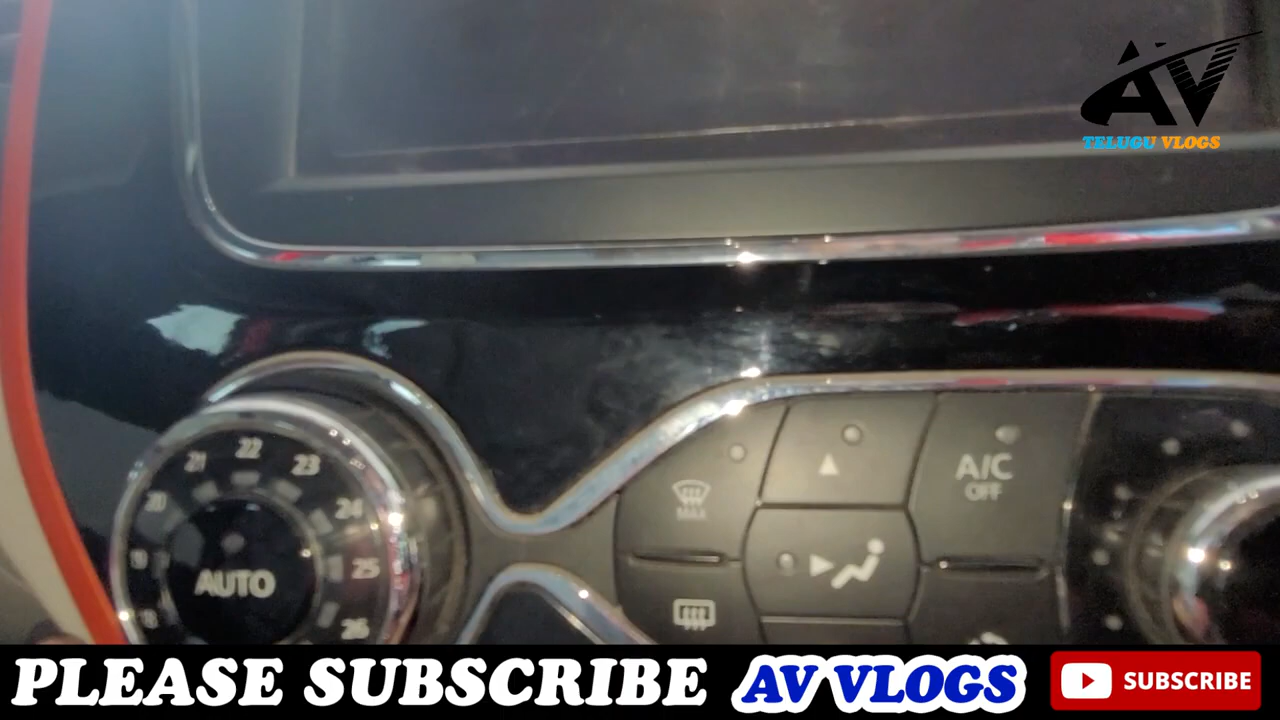 AV
TELUGU VLOGS
21 22 23
20 24
19 25
18 26
AUTO
MAX
A/C
OFF
PLEASE SUBSCRIBE AV VLOGS SUBSCRIBE